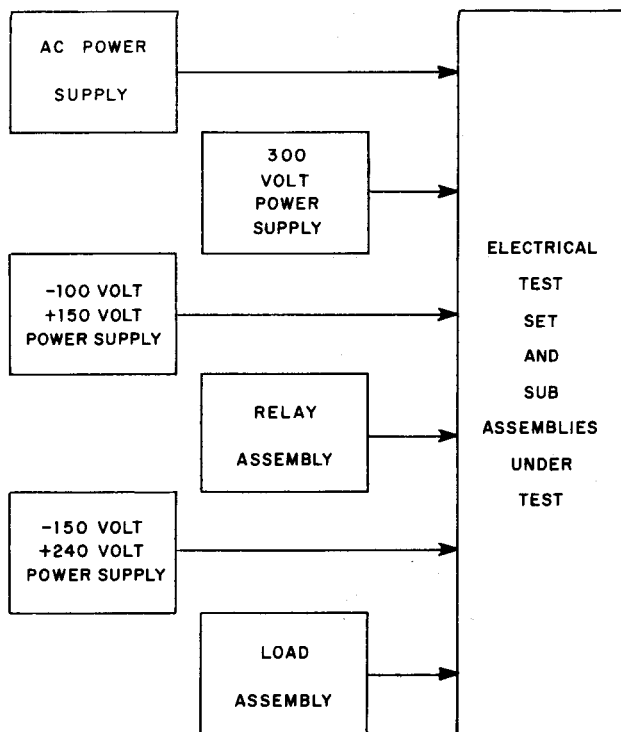 AC POWER
SUPPLY
300
VOLT
POWER
SUPPLY
-100 VOLT
+150 VOLT
POWER SUPPLY
RELAY
ASSEMBLY
-150 VOLT
+240 VOLT
POWER SUPPLY
LOAD
ASSEMBLY
ELECTRICAL
TEST
SET
AND
SUB
ASSEMBLIES
UNDER
TEST